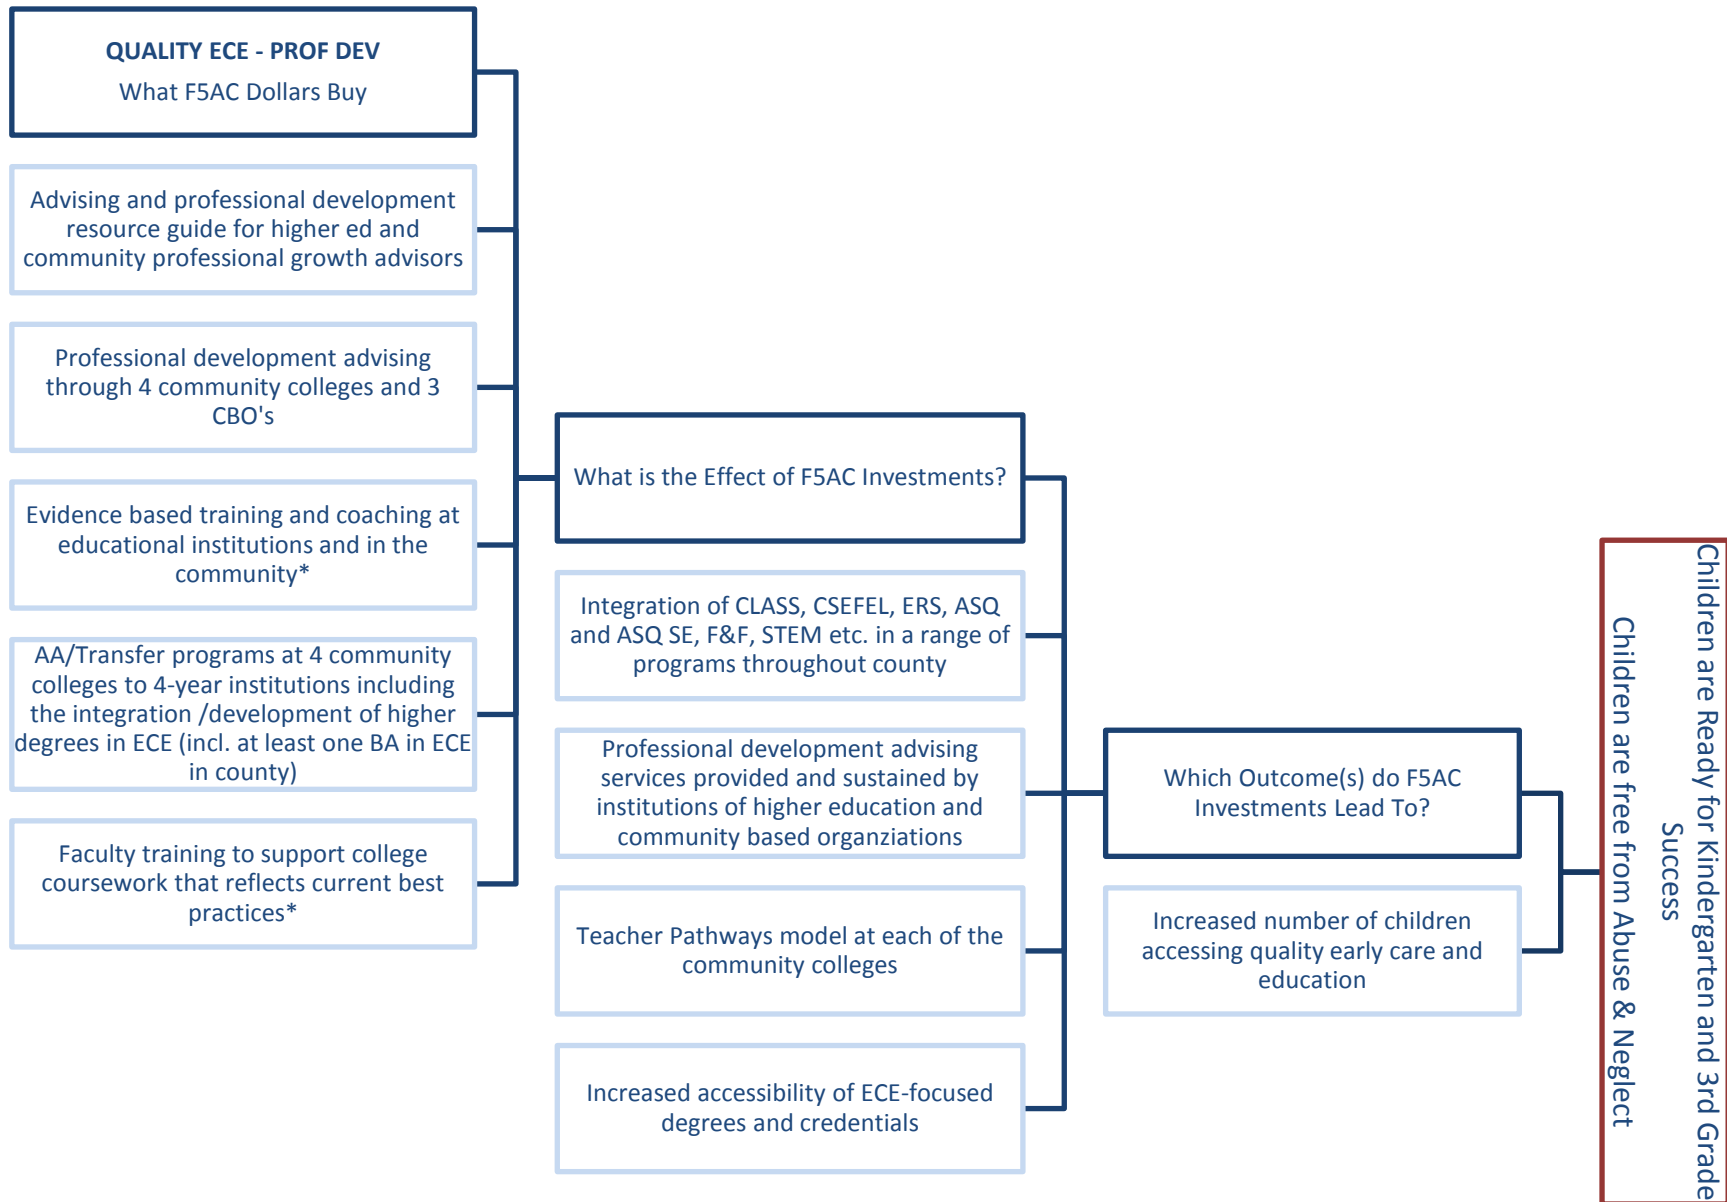 QUALITY ECE - PROF DEV
What F5AC Dollars Buy
Advising and professional development
resource guide for higher ed and
community professional growth advisors
Professional development advising
through 4 community colleges and 3
CBO's
Evidence based training and coaching at
educational institutions and in the
community*
AA/Transfer programs at 4 community
colleges to 4-year institutions including
the integration /development of higher
degrees in ECE (incl. at least one BA in ECE
in county)
Faculty training to support college
coursework that reflects current best
practices*
What is the Effect of F5AC Investments?
Integration of CLASS, CSEFEL, ERS, ASQ
and ASQ SE, F&F, STEM etc. in a range of
programs throughout county
Professional development advising
services provided and sustained by
institutions of higher education and
community based organziations
Teacher Pathways model at each of the
community colleges
Increased accessibility of ECE-focused
degrees and credentials
Which Outcome(s) do F5AC
Investments Lead To?
Increased number of children
accessing quality early care and
education
Children are Ready for Kindergarten and 3rd Grade
Success
Children are free from Abuse & Neglect